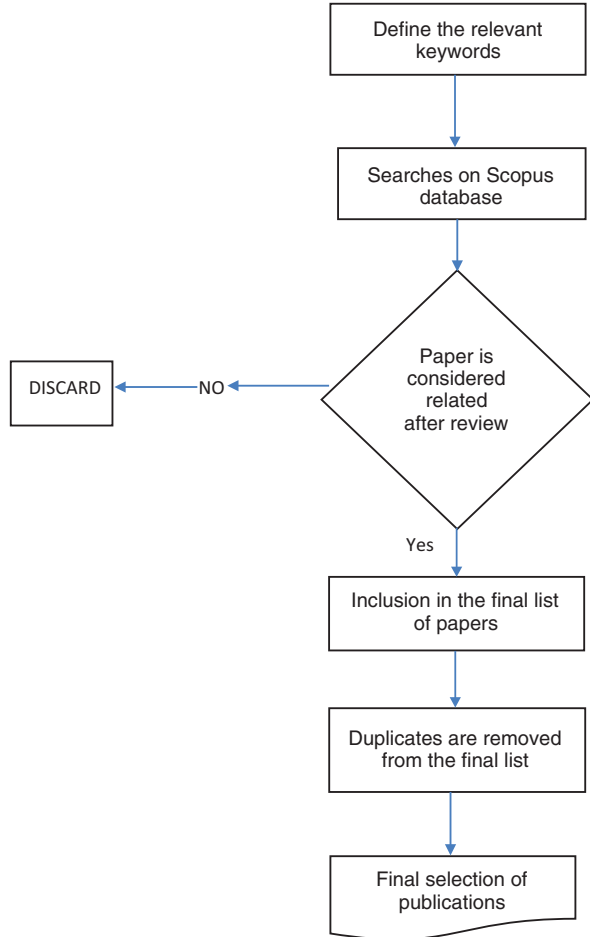 Define the relevant
keywords
Searches on Scopus
database
Paper is
considered
related
after review
DISCARD
NO
Yes
Inclusion in the final list
of papers
Duplicates are removed
from the final list
Final selection of
publications